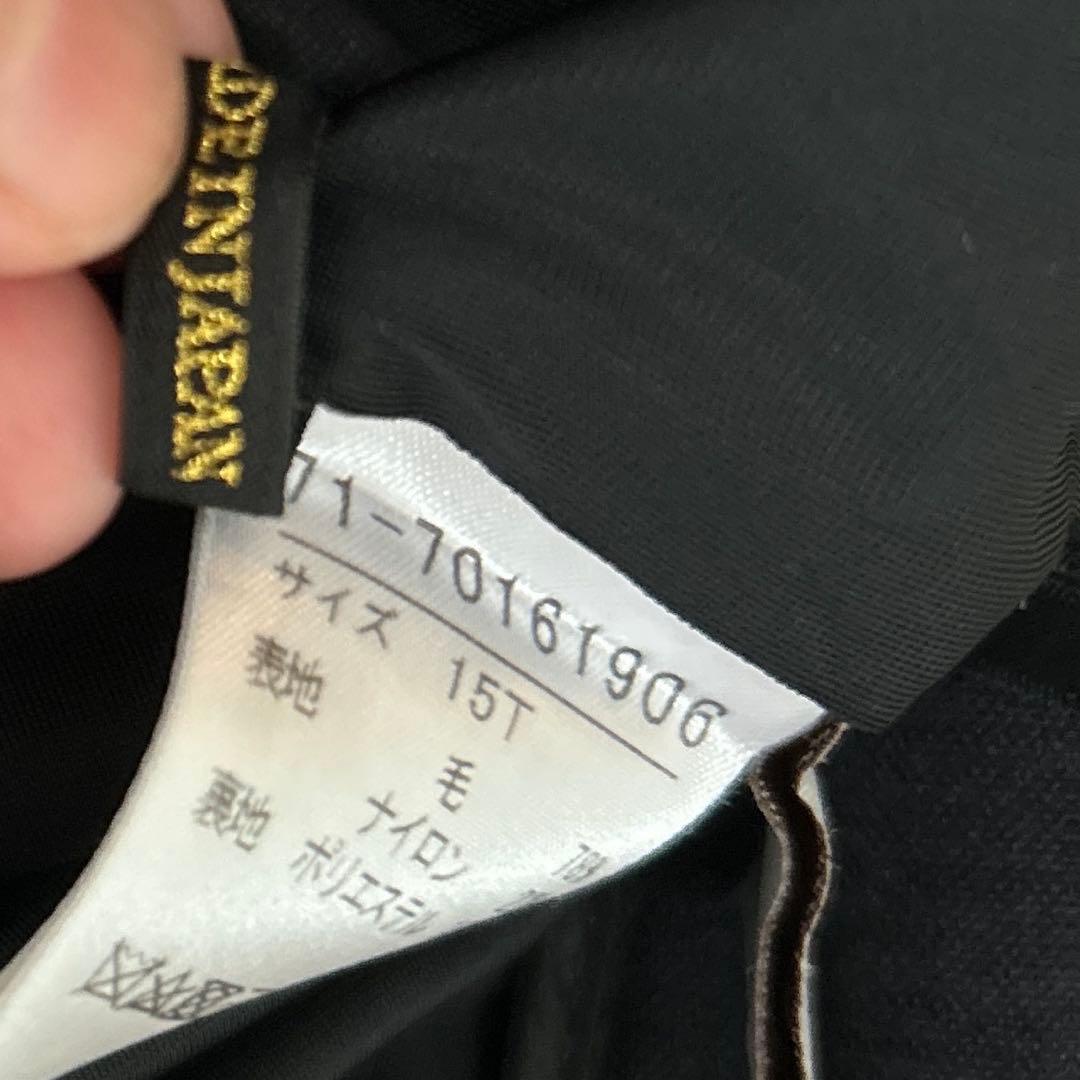 DE IN JAPAN
71-70161906
サイズ 15T
表地 毛
ナイロン
裏地 ポリエステル